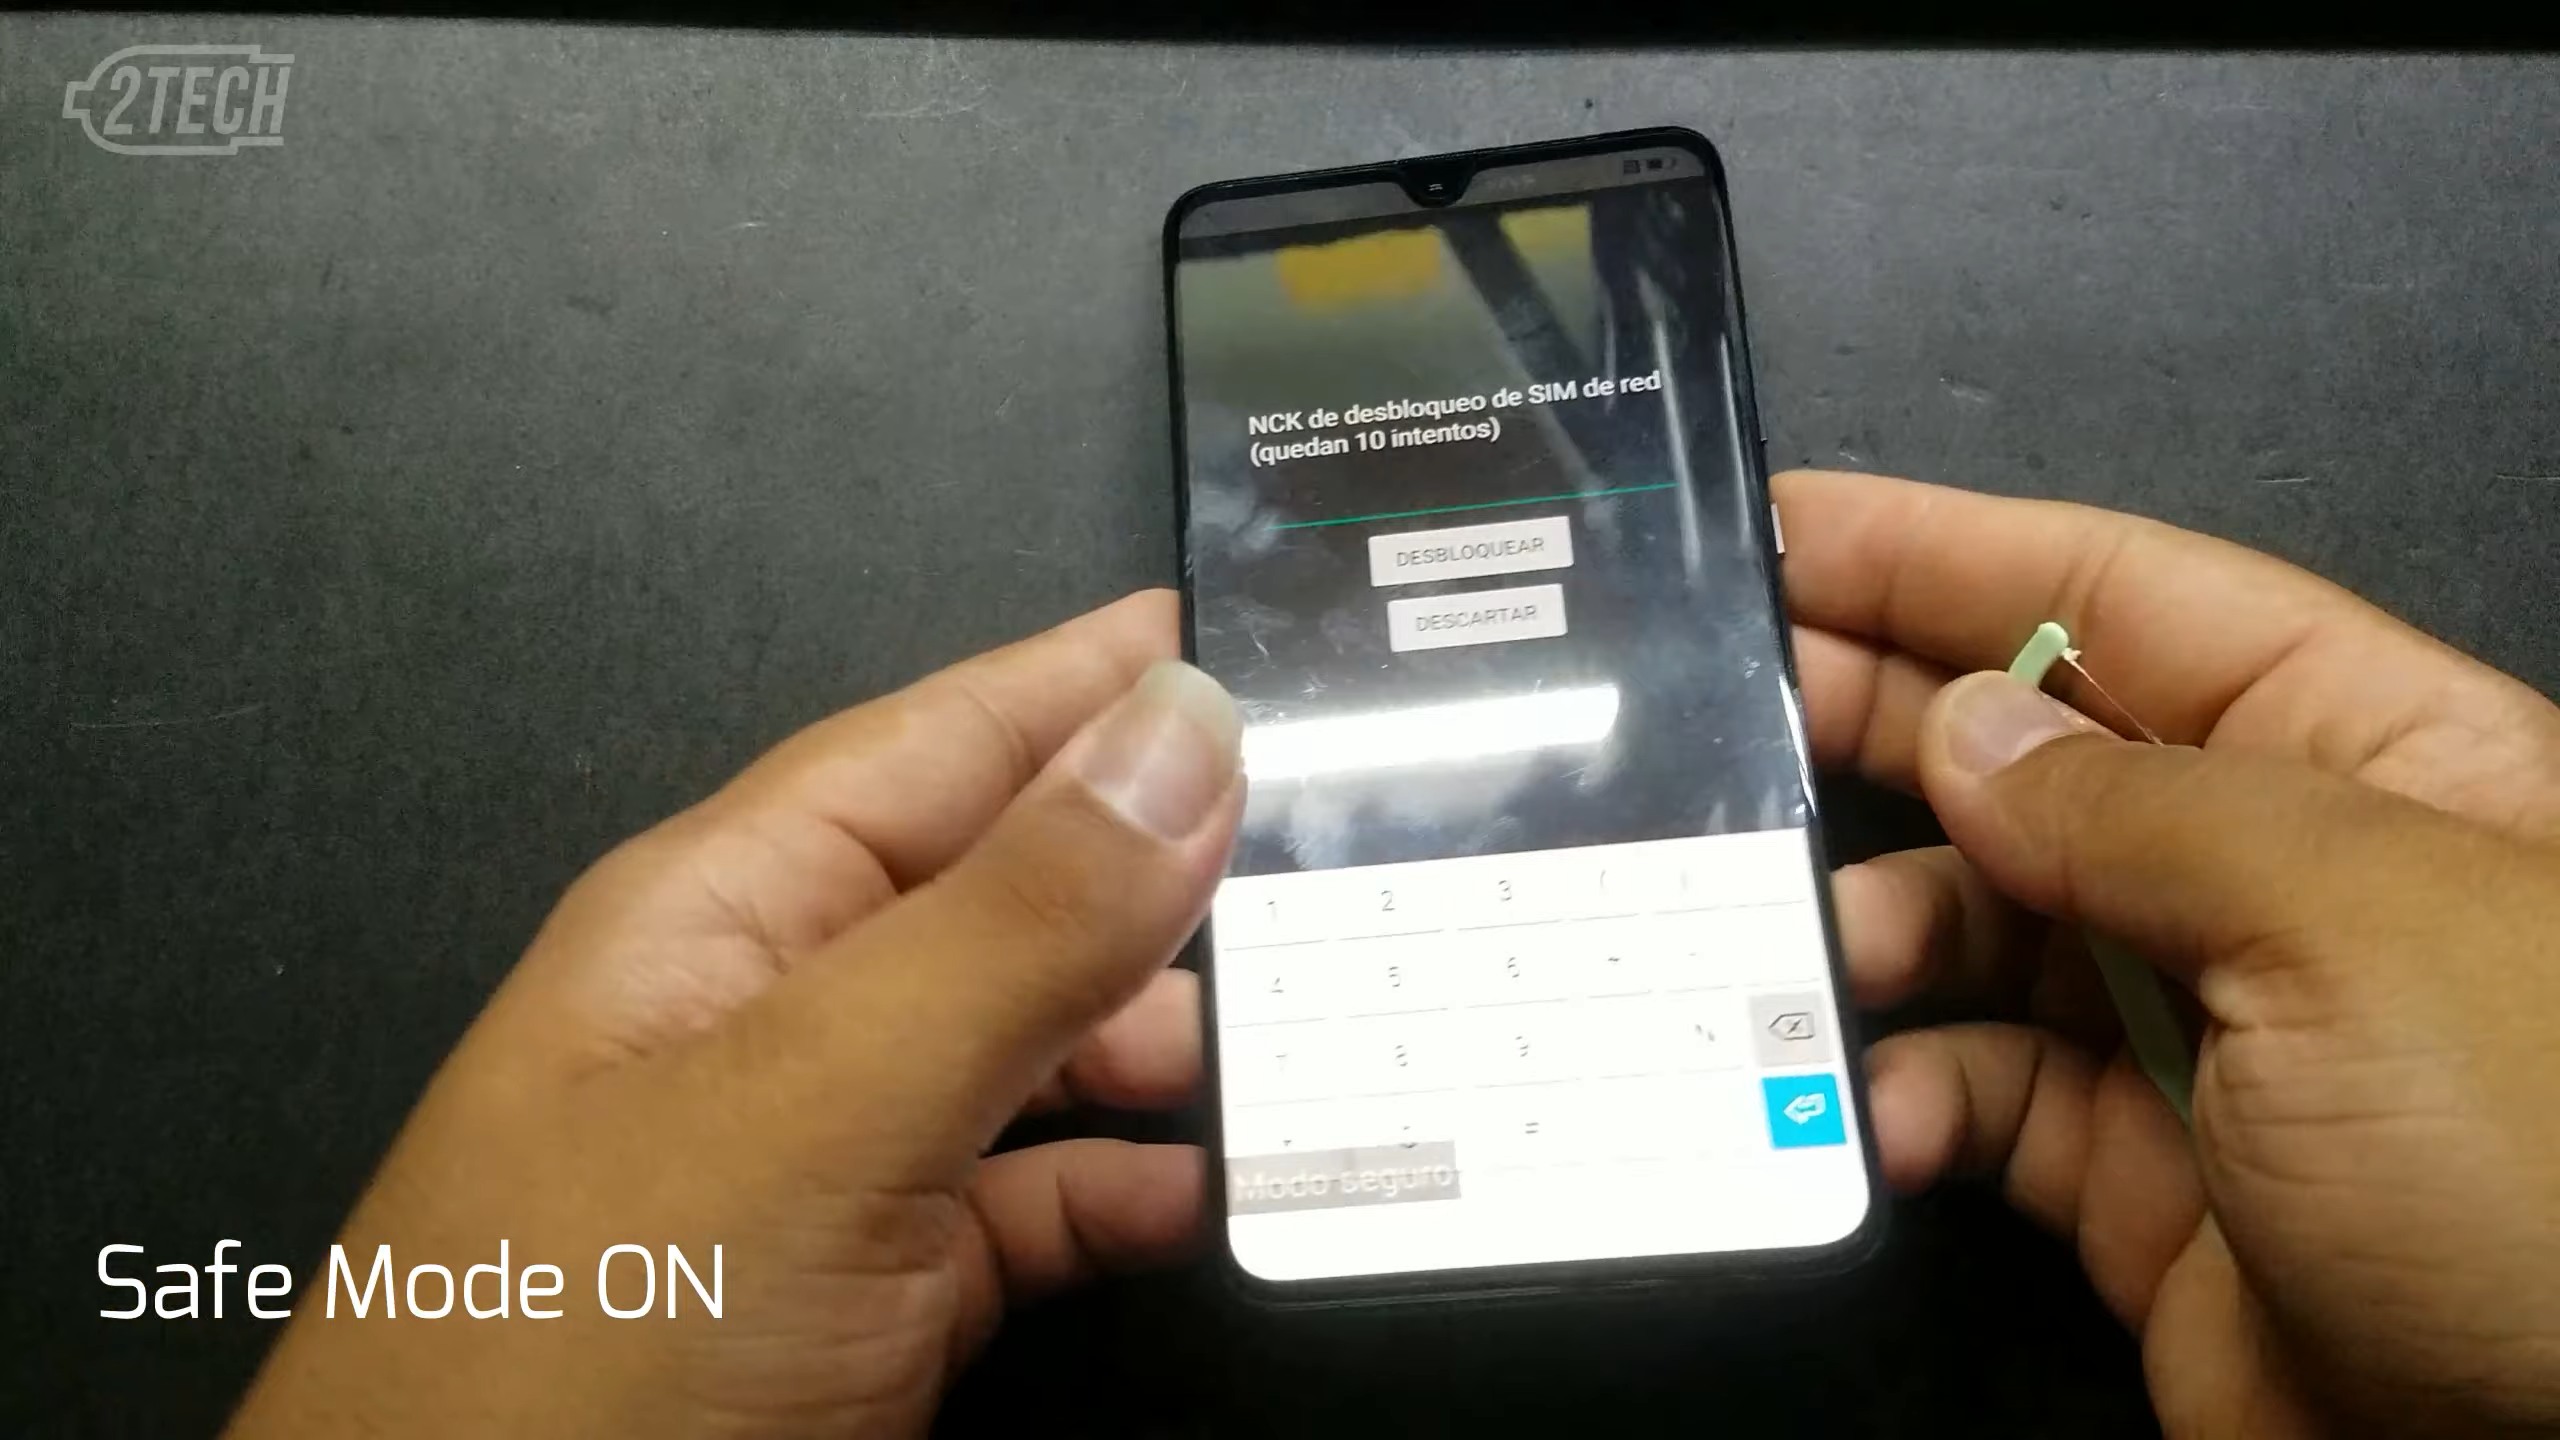 2TECH
NCK de desbloqueo de SIM de red
(quedan 10 intentos)
DESBLOQUEAR
DESCARTAR
1 2 3 (
4 5 6 ~
7 8 9
=
Modo seguro
Safe Mode ON